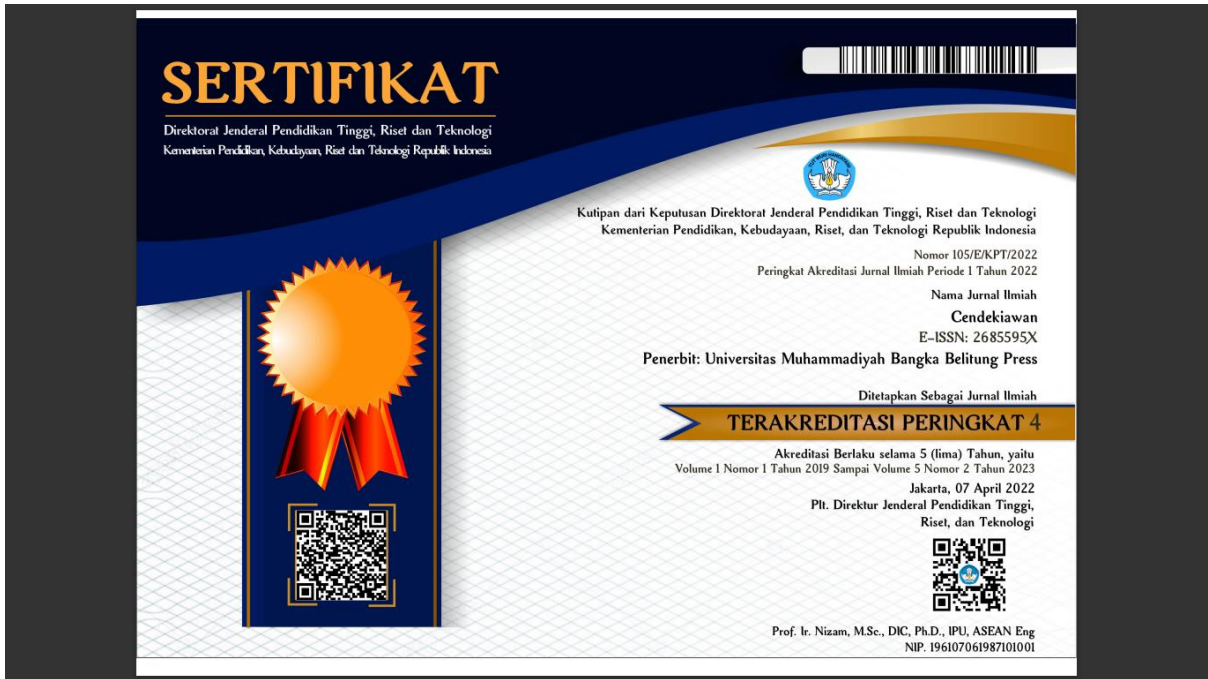 SERTIFIKAT
Direktorat Jenderal Pendidikan Tinggi, Riset dan Teknologi
Kementerian Pendidikan, Kebudayaan, Riset dan Teknologi Republik Indonesia
Kutipan dari Keputusan Direktorat Jenderal Pendidikan Tinggi, Riset dan Teknologi
Kementerian Pendidikan, Kebudayaan, Riset, dan Teknologi Republik Indonesia
Nomor 105/E/KPT/2022
Peringkat Akreditasi Jurnal Ilmiah Periode 1 Tahun 2022
Nama Jurnal Ilmiah
Cendekiawan
E-ISSN: 2685595X
Penerbit: Universitas Muhammadiyah Bangka Belitung Press
Ditetapkan Sebagai Jurnal Ilmiah
TERAKREDITASI PERINGKAT 4
Akreditasi Berlaku selama 5 (lima) Tahun, yaitu
Volume 1 Nomor 1 Tahun 2019 Sampai Volume 5 Nomor 2 Tahun 2023
Jakarta, 07 April 2022
Plt. Direktur Jenderal Pendidikan Tinggi,
Riset, dan Teknologi
Prof. Ir. Nizam, M.Sc., DIC, Ph.D., IPU, ASEAN Eng
NIP. 196107061987101001